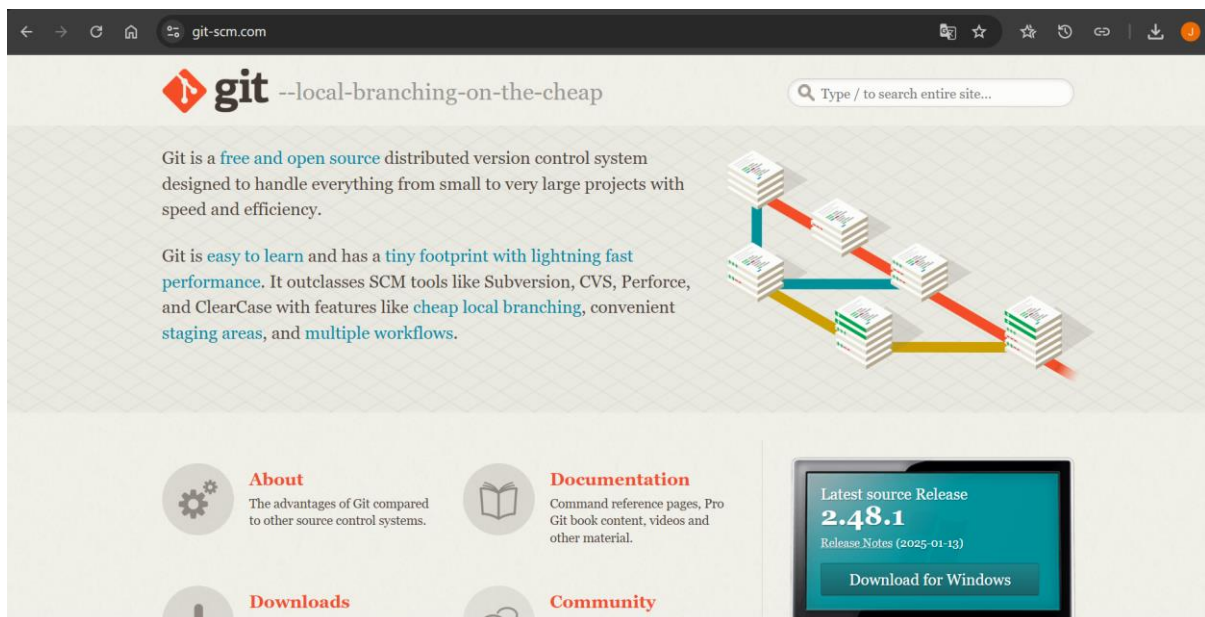 git-scm.com
J
git --local-branching-on-the-cheap
Type / to search entire site...
Git is a free and open source distributed version control system
designed to handle everything from small to very large projects with
speed and efficiency.
Git is easy to learn and has a tiny footprint with lightning fast
performance. It outclasses SCM tools like Subversion, CVS, Perforce,
and ClearCase with features like cheap local branching, convenient
staging areas, and multiple workflows.
About
The advantages of Git compared
to other source control systems.
Documentation
Command reference pages, Pro
Git book content, videos and
other material.
Downloads
Community
Latest source Release
2.48.1
Release Notes (2025-01-13)
Download for Windows